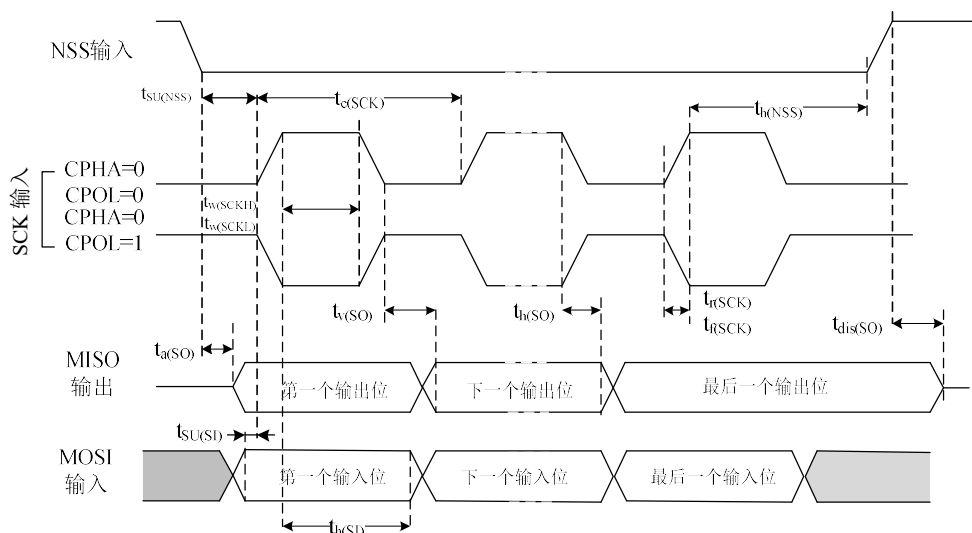 NSS输入
tSU(NSS)
tc(SCK)
th(NSS)
SCK 输入
CPHA=0
CPOL=0
CPHA=0
CPOL=1
tw(SCKH)
tw(SCKL)
tv(SO)
th(SO)
tr(SCK)
tf(SCK)
tdis(SO)
ta(SO)
MISO
输出
第一个输出位
下一个输出位
最后一个输出位
tSU(SI)
MOSI
输入
第一个输入位
下一个输入位
最后一个输入位
th(SI)